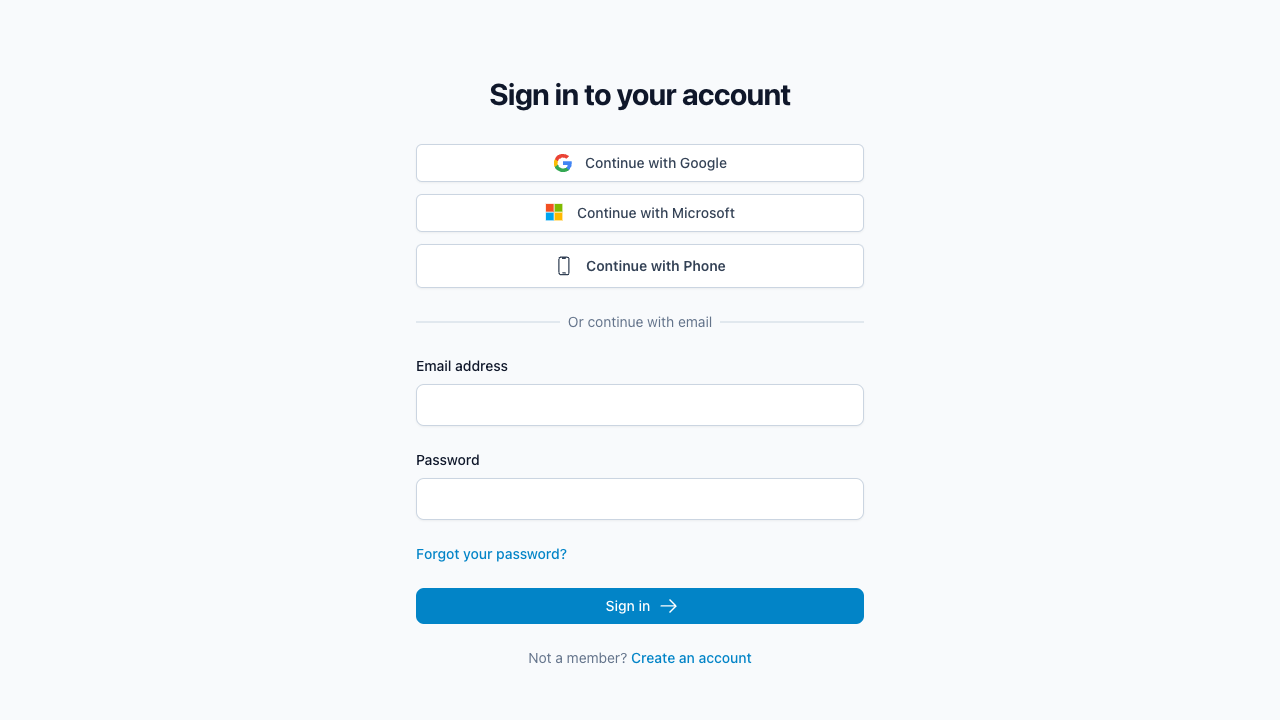 Sign in to your account
Continue with Google
Continue with Microsoft
Continue with Phone
Or continue with email
Email address
Password
Forgot your password?
Sign in
Not a member? Create an account